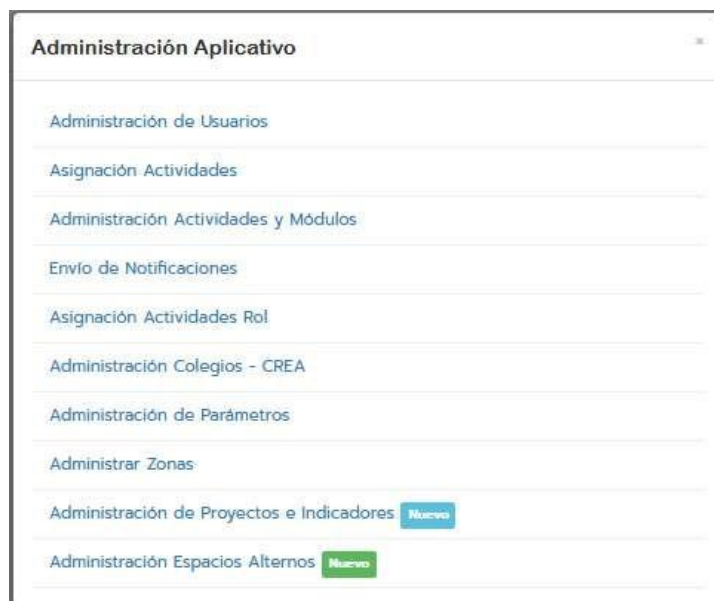 Administración Aplicativo
Administración de Usuarios
Asignación Actividades
Administración Actividades y Módulos
Envío de Notificaciones
Asignación Actividades Rol
Administración Colegios - CREA
Administración de Parámetros
Administrar Zonas
Administración de Proyectos e Indicadores Nuevo
Administración Espacios Alternos Nuevo